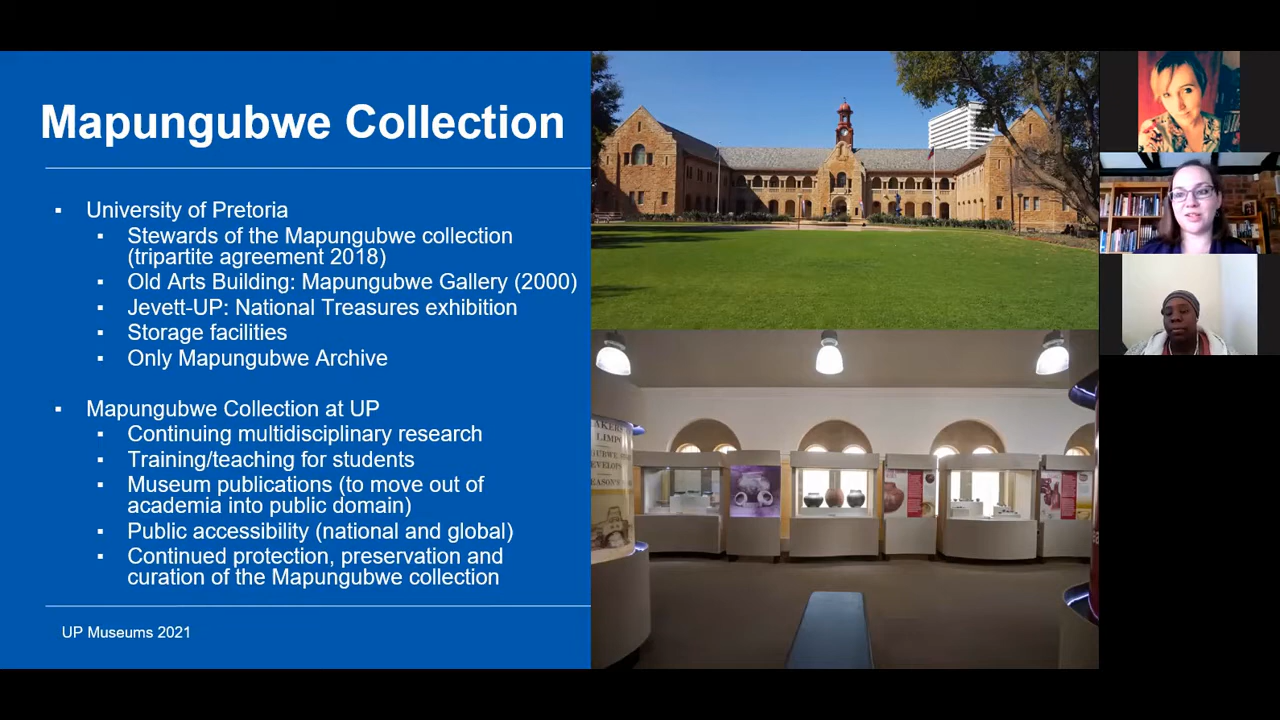 Mapungubwe Collection
▪ University of Pretoria
▪ Stewards of the Mapungubwe collection
(tripartite agreement 2018)
▪ Old Arts Building: Mapungubwe Gallery (2000)
▪ Jevett-UP: National Treasures exhibition
▪ Storage facilities
▪ Only Mapungubwe Archive
▪ Mapungubwe Collection at UP
▪ Continuing multidisciplinary research
▪ Training/teaching for students
▪ Museum publications (to move out of
academia into public domain)
▪ Public accessibility (national and global)
▪ Continued protection, preservation and
curation of the Mapungubwe collection
UP Museums 2021